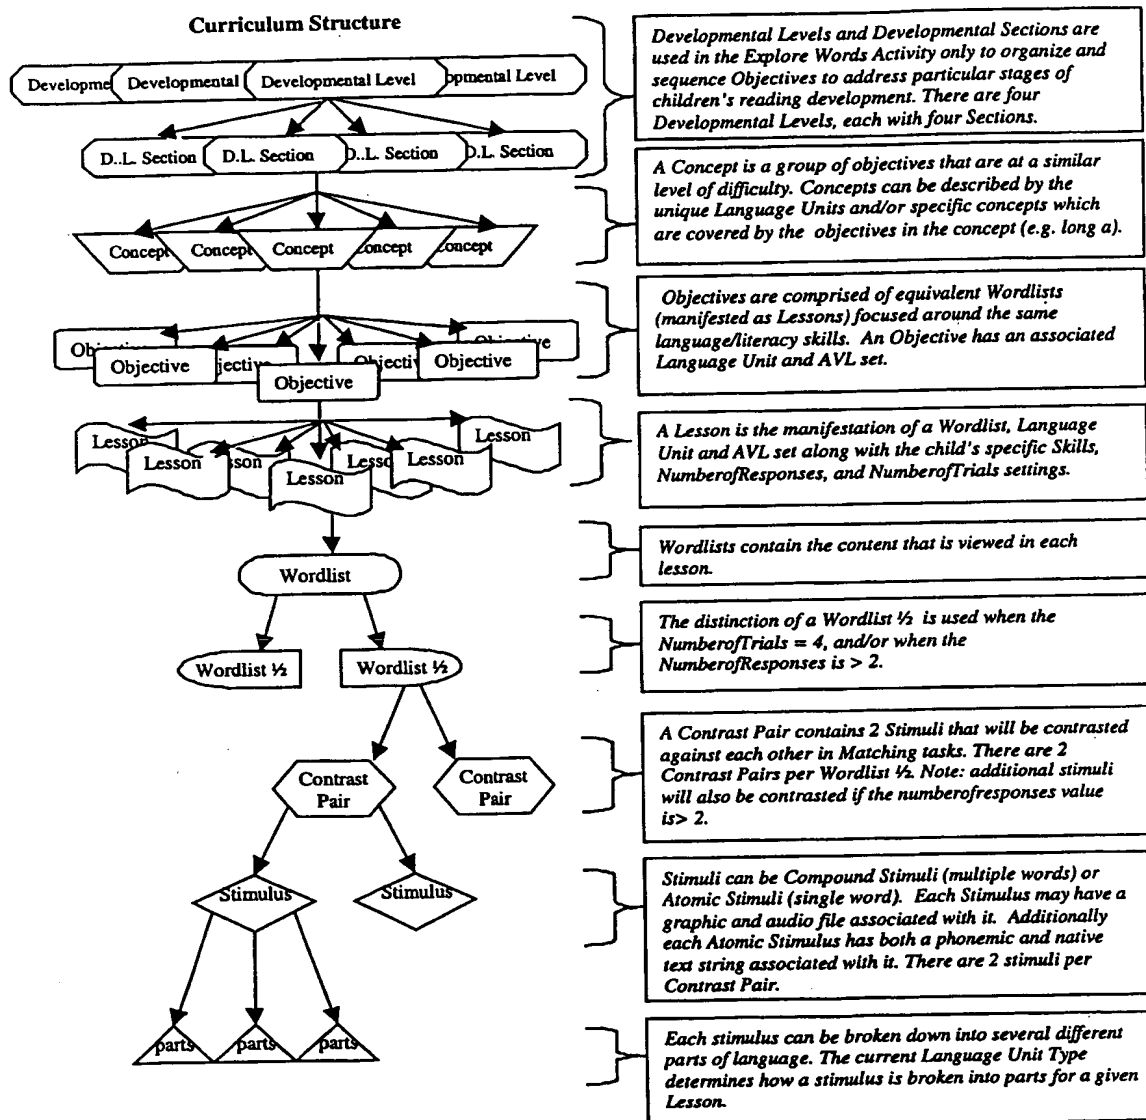 Curriculum Structure
Developme Developmental Developmental Level pmental Level
D..L. Section D.L. Section D..L. Section D.L. Section
Concept Concept Concept Concept oncept
Objective bjective Objective Objective
Objective Objective
Objective
Lesson Lesson
Lesson esson Lesso Lesson
Lesson
Wordlist
Wordlist ½ Wordlist ½
Contrast
Pair
Contrast
Pair
Stimulus Stimulus
parts parts parts
Developmental Levels and Developmental Sections are
used in the Explore Words Activity only to organize and
sequence Objectives to address particular stages of
children's reading development. There are four
Developmental Levels, each with four Sections.
A Concept is a group of objectives that are at a similar
level of difficulty. Concepts can be described by the
unique Language Units and/or specific concepts which
are covered by the objectives in the concept (e.g. long a).
Objectives are comprised of equivalent Wordlists
(manifested as Lessons) focused around the same
language/literacy skills. An Objective has an associated
Language Unit and AVL set.
A Lesson is the manifestation of a Wordlist, Language
Unit and AVL set along with the child's specific Skills,
NumberofResponses, and NumberofTrials settings.
Wordlists contain the content that is viewed in each
lesson.
The distinction of a Wordlist ½ is used when the
NumberofTrials = 4, and/or when the
NumberofResponses is > 2.
A Contrast Pair contains 2 Stimuli that will be contrasted
against each other in Matching tasks. There are 2
Contrast Pairs per Wordlist ½. Note: additional stimuli
will also be contrasted if the numberofresponses value
is> 2.
Stimuli can be Compound Stimuli (multiple words) or
Atomic Stimuli (single word). Each Stimulus may have a
graphic and audio file associated with it. Additionally
each Atomic Stimulus has both a phonemic and native
text string associated with it. There are 2 stimuli per
Contrast Pair.
Each stimulus can be broken down into several different
parts of language. The current Language Unit Type
determines how a stimulus is broken into parts for a given
Lesson.